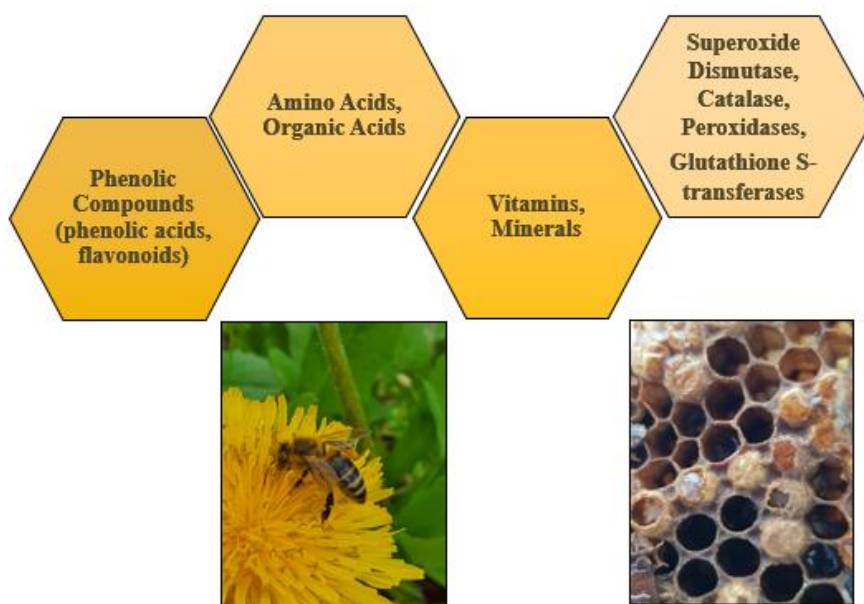 Phenolic
Compounds
(phenolic acids,
flavonoids)
Amino Acids,
Organic Acids
Vitamins,
Minerals
Superoxide
Dismutase,
Catalase,
Peroxidases,
Glutathione S-
transferases